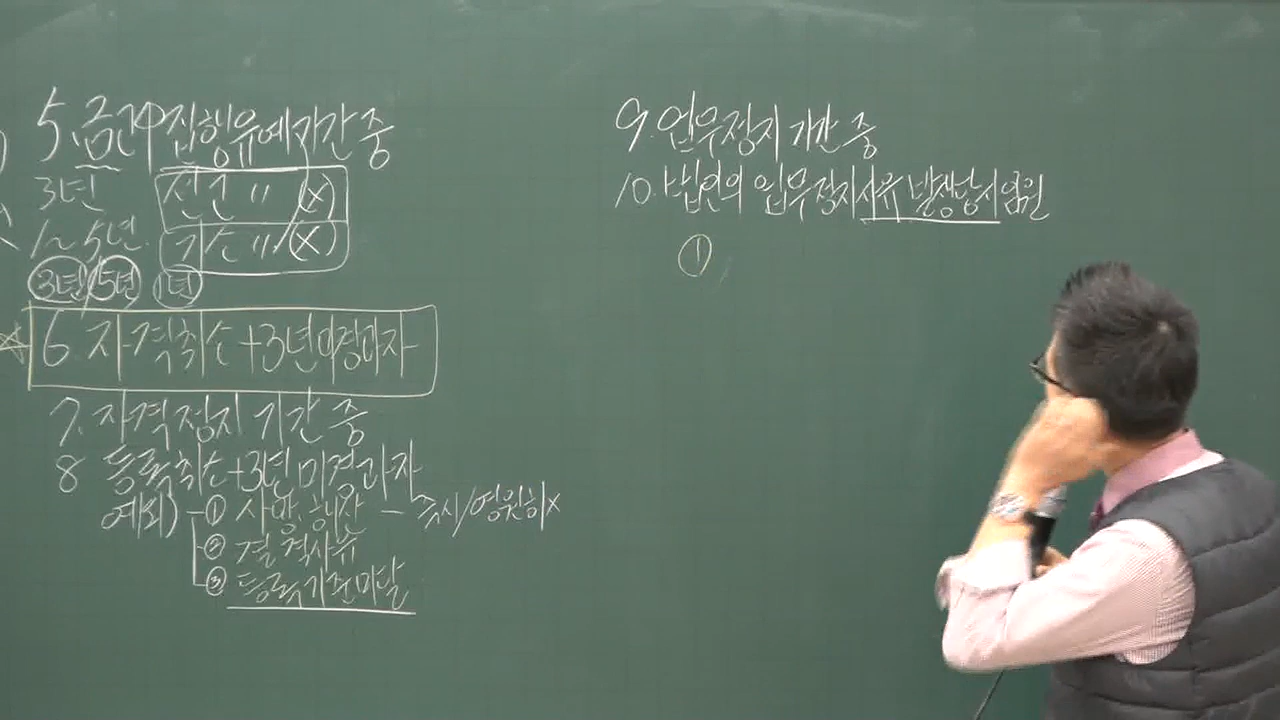 5. 금고 집행유예기간 중
3년 선고 〃 (X)
1~5년. 기소 〃 (X)
③년/⑤년 ①년
☆ 6 자격취소+3년미경과자
7. 자격정지 기간 중
8 등록취소+3년 미경과자
예외) ① 사망, 해산 - 즉시/영원히x
② 결격사유
③ 등록기준미달
9. 업무정지 기간 중
10. 법인의 업무정지사유 발생당시임원
①